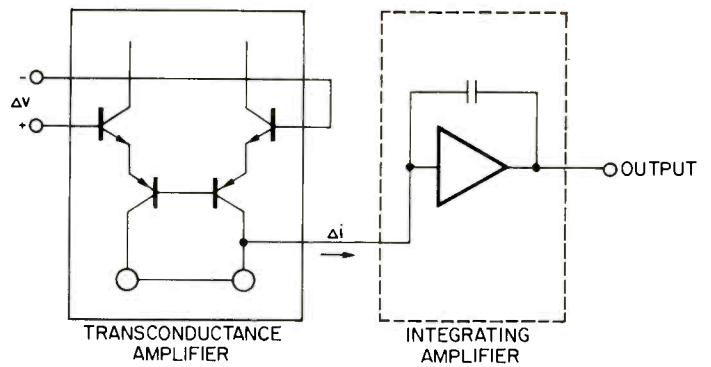 -
ΔV
+
Δi
OUTPUT
TRANSCONDUCTANCE
AMPLIFIER
INTEGRATING
AMPLIFIER